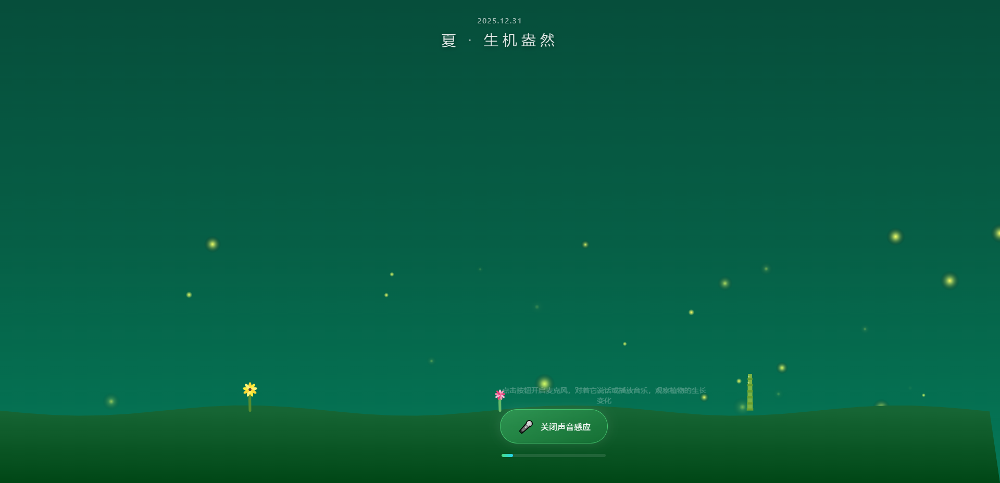 2025.12.31
夏 · 生机盎然
点击按钮开启麦克风，对着它说话或播放音乐，观察植物的生长
变化
关闭声音感应